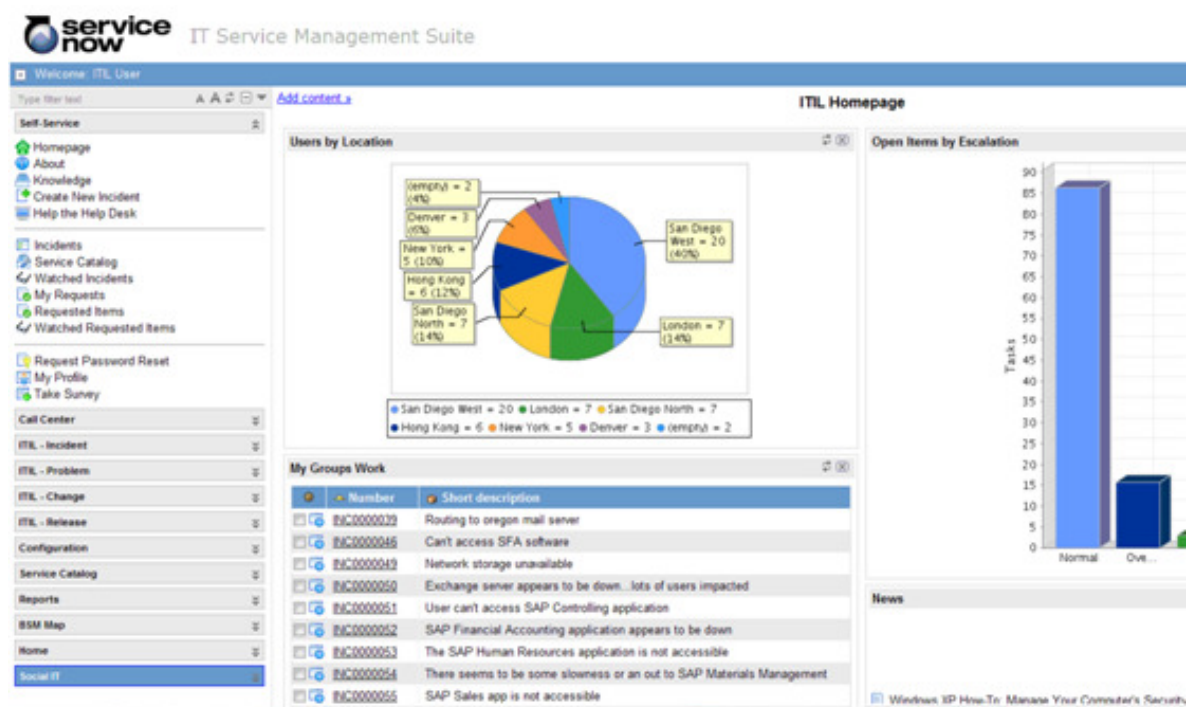 service
now
IT Service Management Suite
Welcome: ITIL User
Type filter text
A A
Add content »
ITIL Homepage
Self-Service
Homepage
About
Knowledge
Create New Incident
Help the Help Desk
Incidents
Service Catalog
Watched Incidents
My Requests
Requested Items
Watched Requested Items
Request Password Reset
My Profile
Take Survey
Call Center
ITIL - Incident
ITIL - Problem
ITIL - Change
ITIL - Release
Configuration
Service Catalog
Reports
BSM Map
Home
Social IT
Users by Location
(empty) = 2
(4%)
Denver = 3
(6%)
New York =
5 (10%)
Hong Kong
= 6 (12%)
San Diego
North = 7
(14%)
San Diego
West = 20
(40%)
London = 7
(14%)
San Diego West = 20 London = 7 San Diego North = 7
Hong Kong = 6 New York = 5 Denver = 3 (empty) = 2
My Groups Work
Number Short description
INC0000039 Routing to oregon mail server
INC0000046 Can't access SFA software
INC0000049 Network storage unavailable
INC0000050 Exchange server appears to be down...lots of users impacted
INC0000051 User can't access SAP Controlling application
INC0000052 SAP Financial Accounting application appears to be down
INC0000053 The SAP Human Resources application is not accessible
INC0000054 There seems to be some slowness or an out to SAP Materials Management
INC0000055 SAP Sales app is not accessible
Open Items by Escalation
90
85
80
75
70
65
60
55
50
45
40
35
30
25
20
15
10
5
0
Tasks
Normal Ove...
News
Windows XP How-To: Manage Your Computer's Security